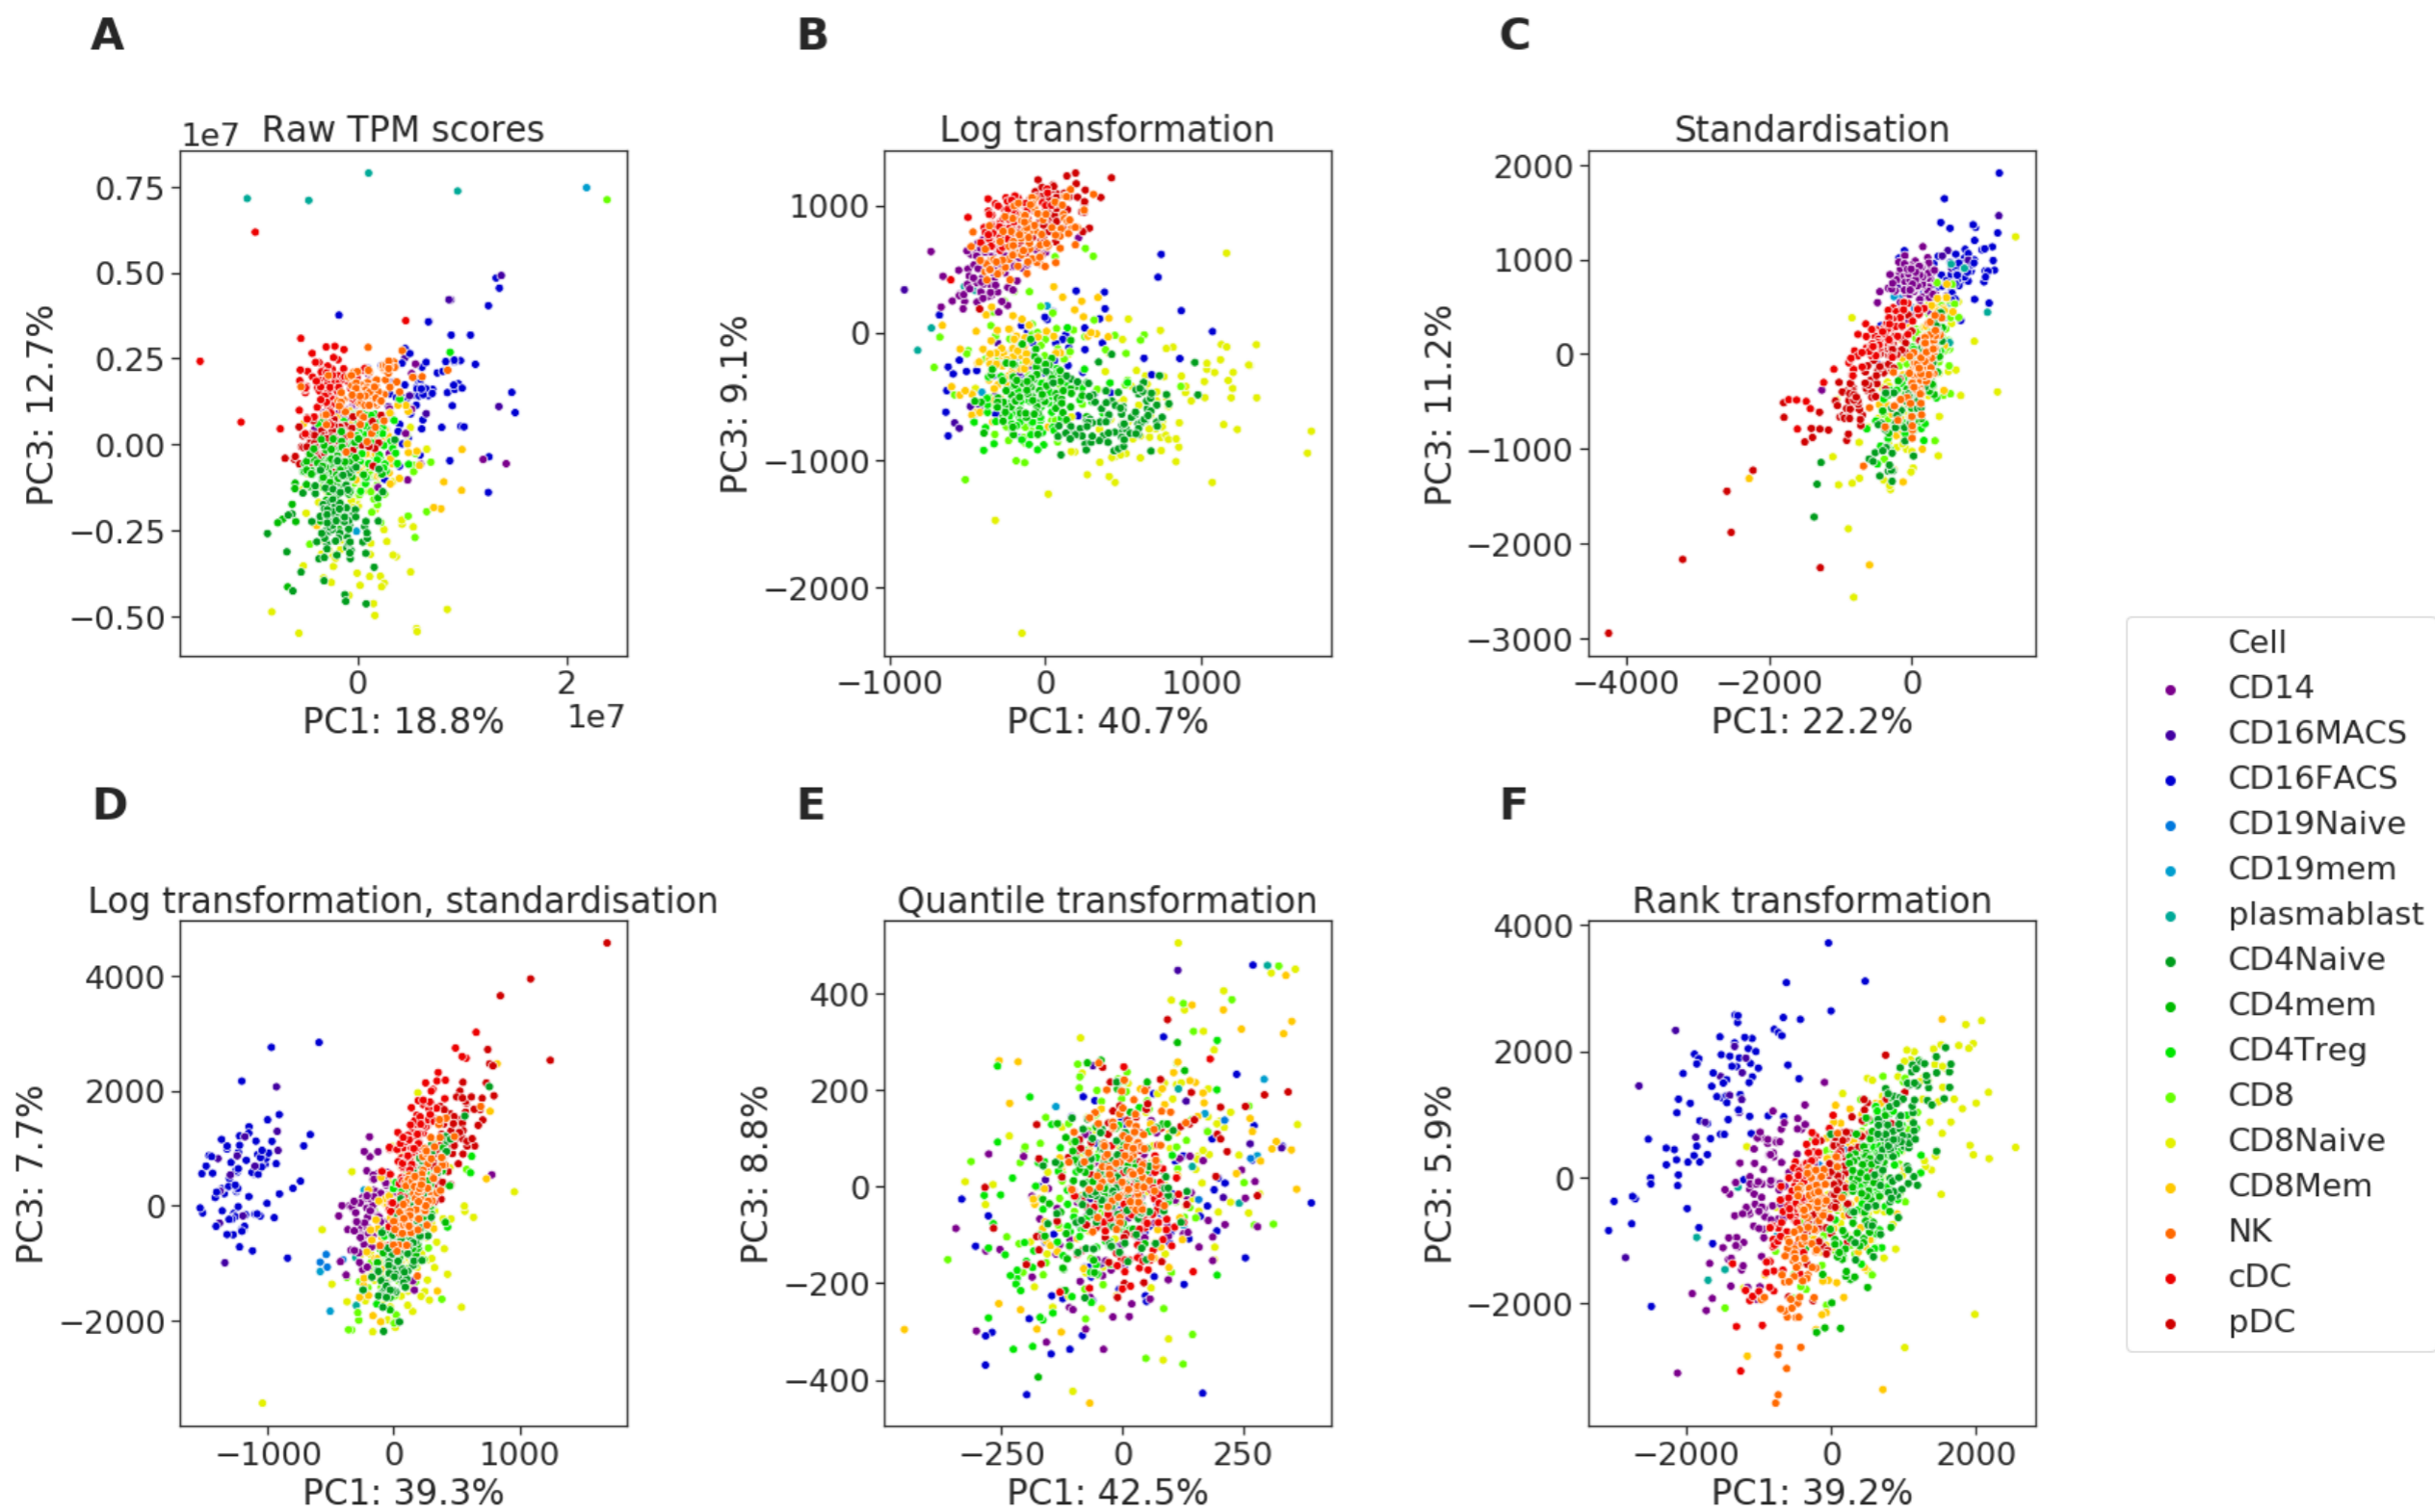 A
B
C
1e7 Raw TPM scores
Log transformation
Standardisation
0.75
0.50
0.25
0.00
−0.25
−0.50
PC3: 12.7%
0
2
1e7
PC1: 18.8%
1000
0
−1000
−2000
PC3: 9.1%
−1000
0
1000
PC1: 40.7%
2000
1000
0
−1000
−2000
−3000
PC3: 11.2%
−4000
−2000
0
PC1: 22.2%
D
E
F
Log transformation, standardisation
Quantile transformation
Rank transformation
4000
2000
0
−2000
PC3: 7.7%
−1000
0
1000
PC1: 39.3%
400
200
0
−200
−400
PC3: 8.8%
−250
0
250
PC1: 42.5%
4000
2000
0
−2000
PC3: 5.9%
−2000
0
2000
PC1: 39.2%
Cell
CD14
CD16MACS
CD16FACS
CD19Naive
CD19mem
plasmablast
CD4Naive
CD4mem
CD4Treg
CD8
CD8Naive
CD8Mem
NK
cDC
pDC